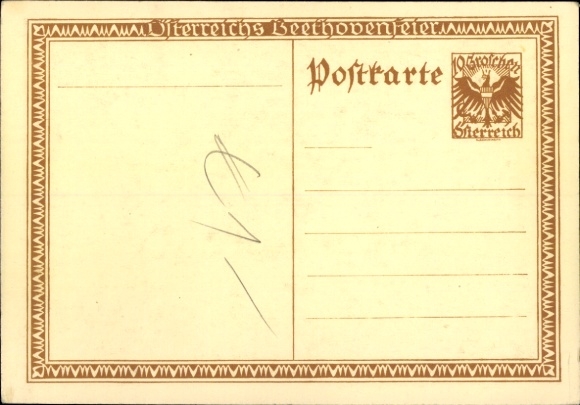 Österreichs Beethovenfeier
Postkarte
10 Groschen
Österreich